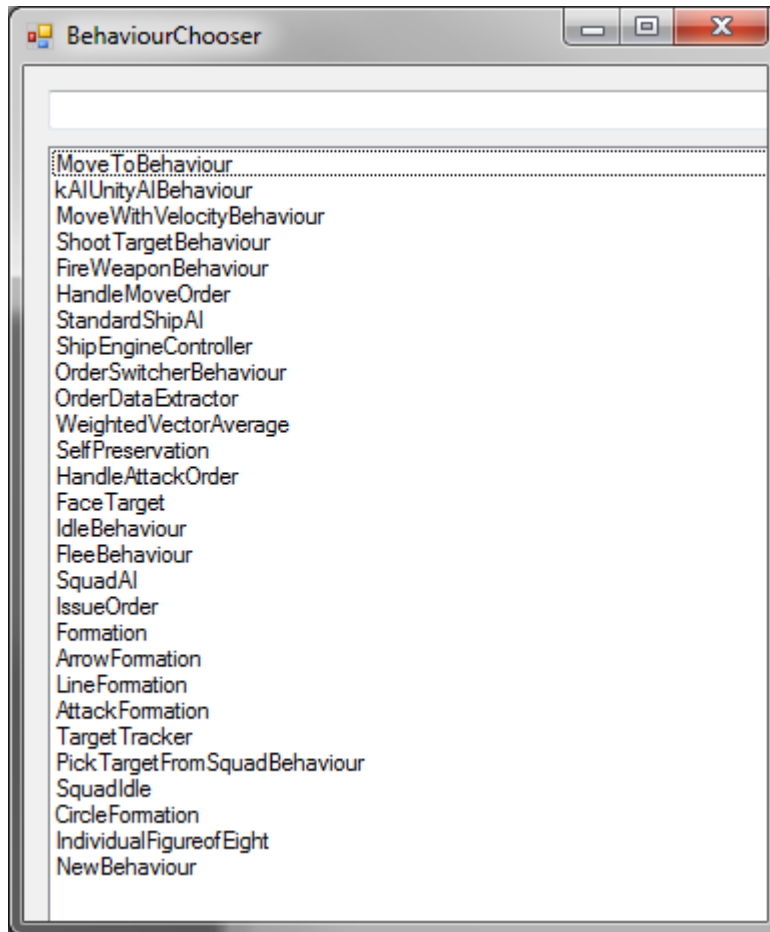 BehaviourChooser
MoveToBehaviour
kAIUnityAIBehaviour
MoveWithVelocityBehaviour
ShootTargetBehaviour
FireWeaponBehaviour
HandleMoveOrder
StandardShipAI
ShipEngineController
OrderSwitcherBehaviour
OrderDataExtractor
WeightedVectorAverage
SelfPreservation
HandleAttackOrder
FaceTarget
IdleBehaviour
FleeBehaviour
SquadAI
IssueOrder
Formation
ArrowFormation
LineFormation
AttackFormation
TargetTracker
PickTargetFromSquadBehaviour
SquadIdle
CircleFormation
IndividualFigureofEight
NewBehaviour